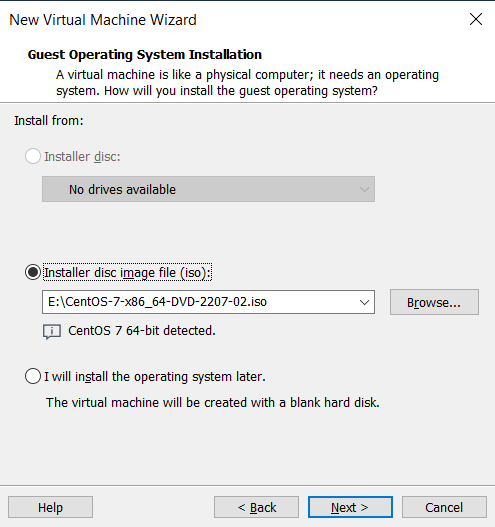 New Virtual Machine Wizard
Guest Operating System Installation
A virtual machine is like a physical computer; it needs an operating
system. How will you install the guest operating system?
Install from:
Installer disc:
No drives available
Installer disc image file (iso):
E:\CentOS-7-x86_64-DVD-2207-02.iso
Browse...
CentOS 7 64-bit detected.
I will install the operating system later.
The virtual machine will be created with a blank hard disk.
Help
< Back
Next >
Cancel